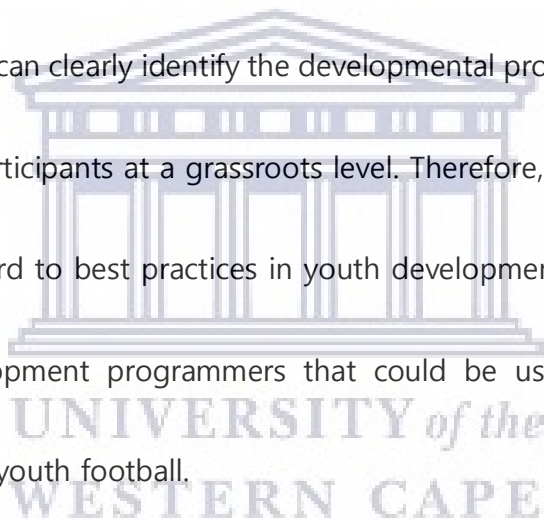 can clearly identify the developmental pro
rticipants at a grassroots level. Therefore,
rd to best practices in youth developmen
opment programmers that could be us
UNIVERSITY of the
youth football.
WESTERN CAPE